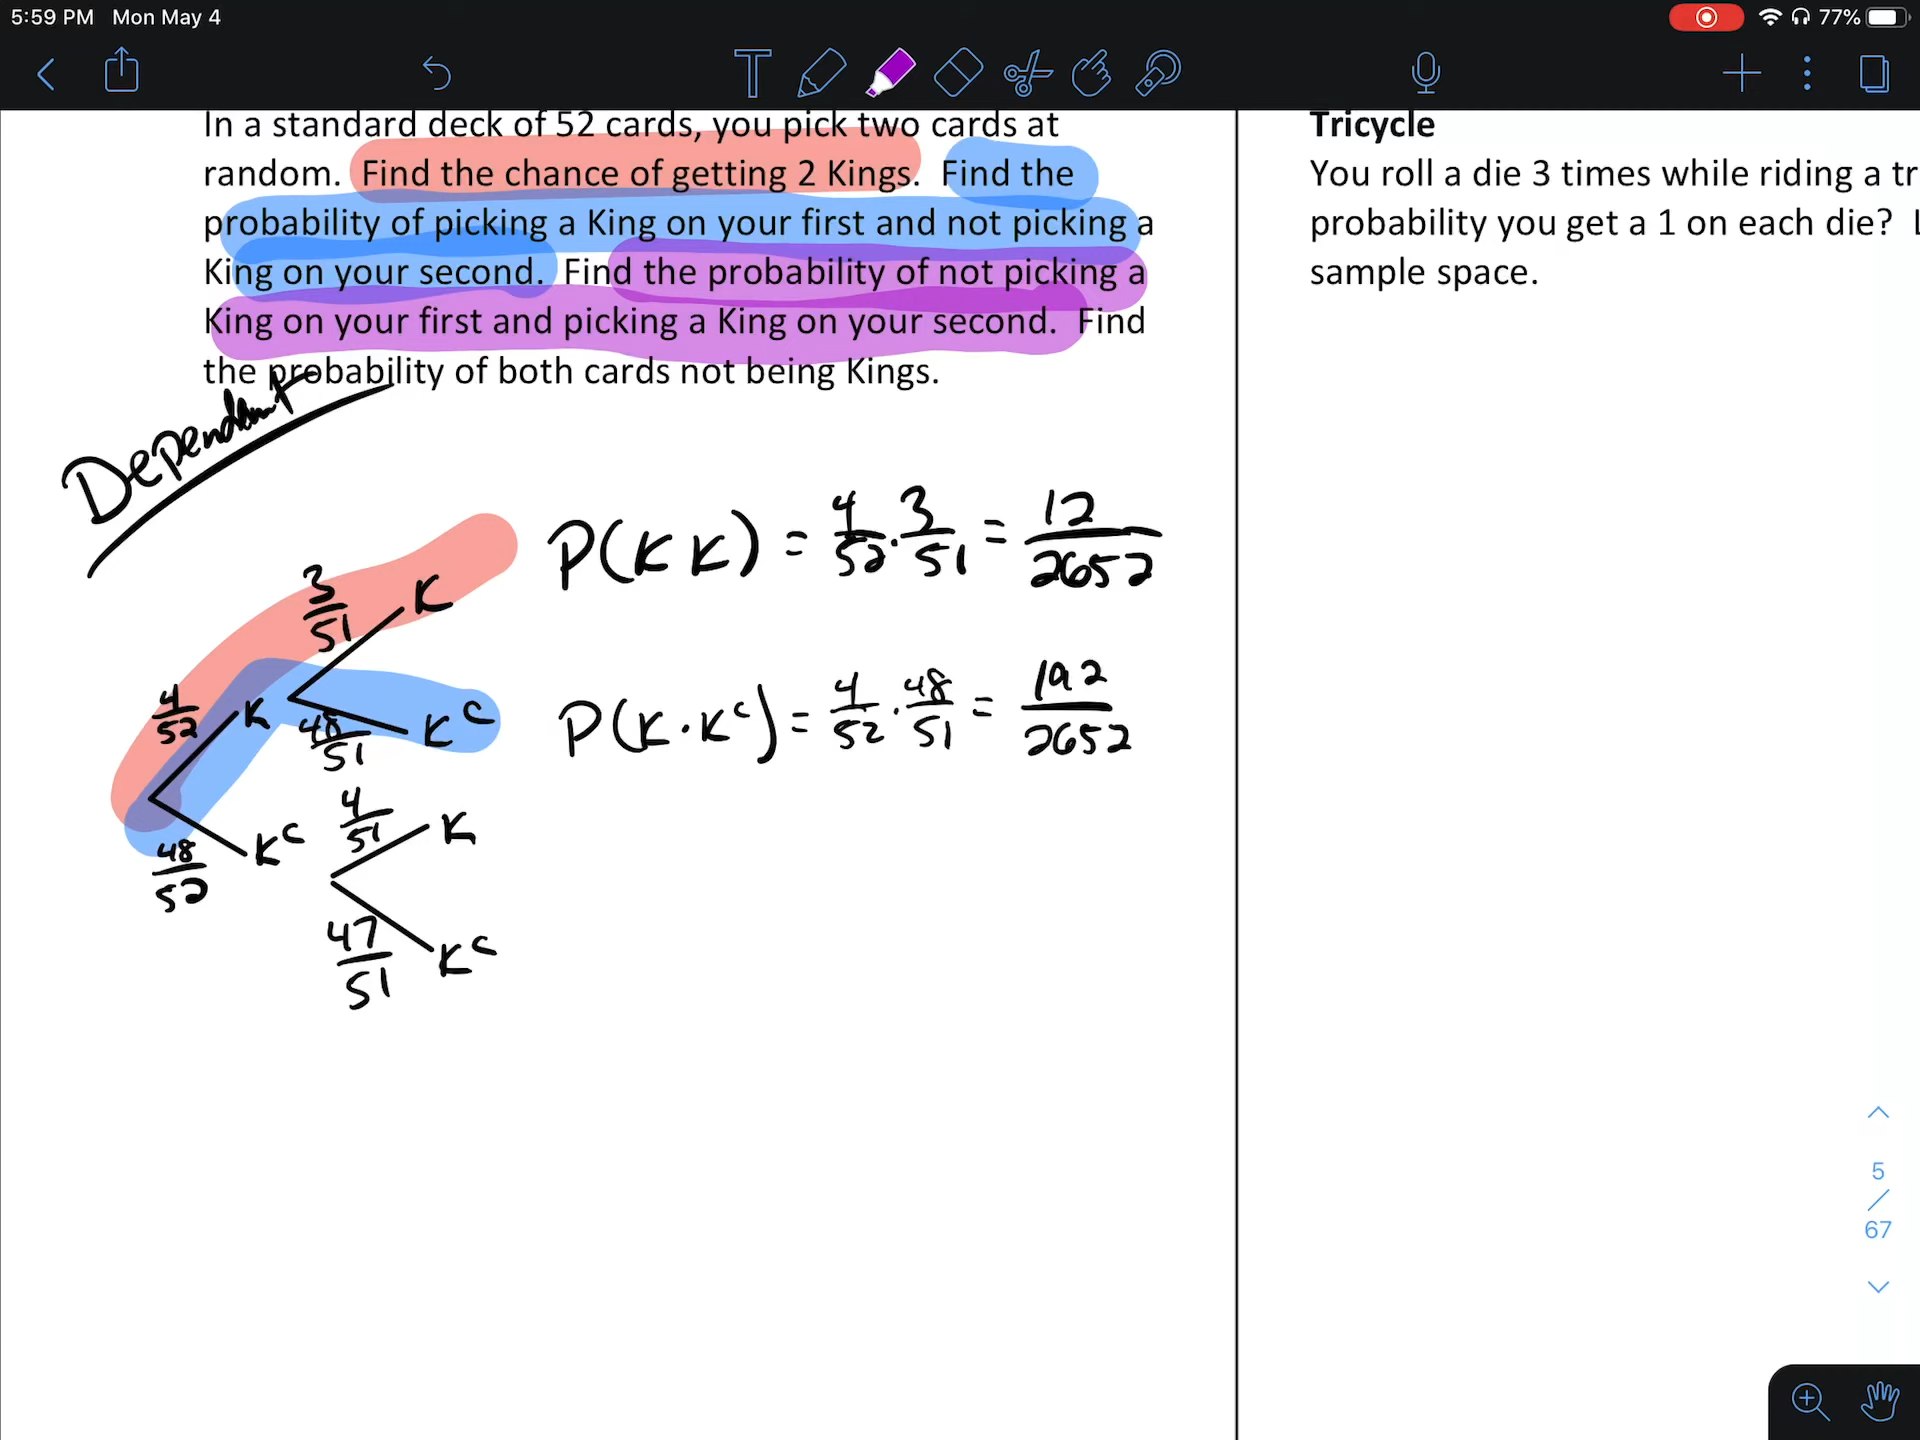 5:59 PM Mon May 4
77%
T
In a standard deck of 52 cards, you pick two cards at
random. Find the chance of getting 2 Kings. Find the
probability of picking a King on your first and not picking a
King on your second. Find the probability of not picking a
King on your first and picking a King on your second. Find
the probability of both cards not being Kings.
Dependent
P(KK) = 4/52 · 3/51 = 12/2652
P(K·Kᶜ) = 4/52 · 48/51 = 192/2652
3/51 K
4/52 K
48/51 Kᶜ
48/52 Kᶜ
4/51 K
47/51 Kᶜ
Tricycle
You roll a die 3 times while riding a tr
probability you get a 1 on each die? L
sample space.
5
/
67